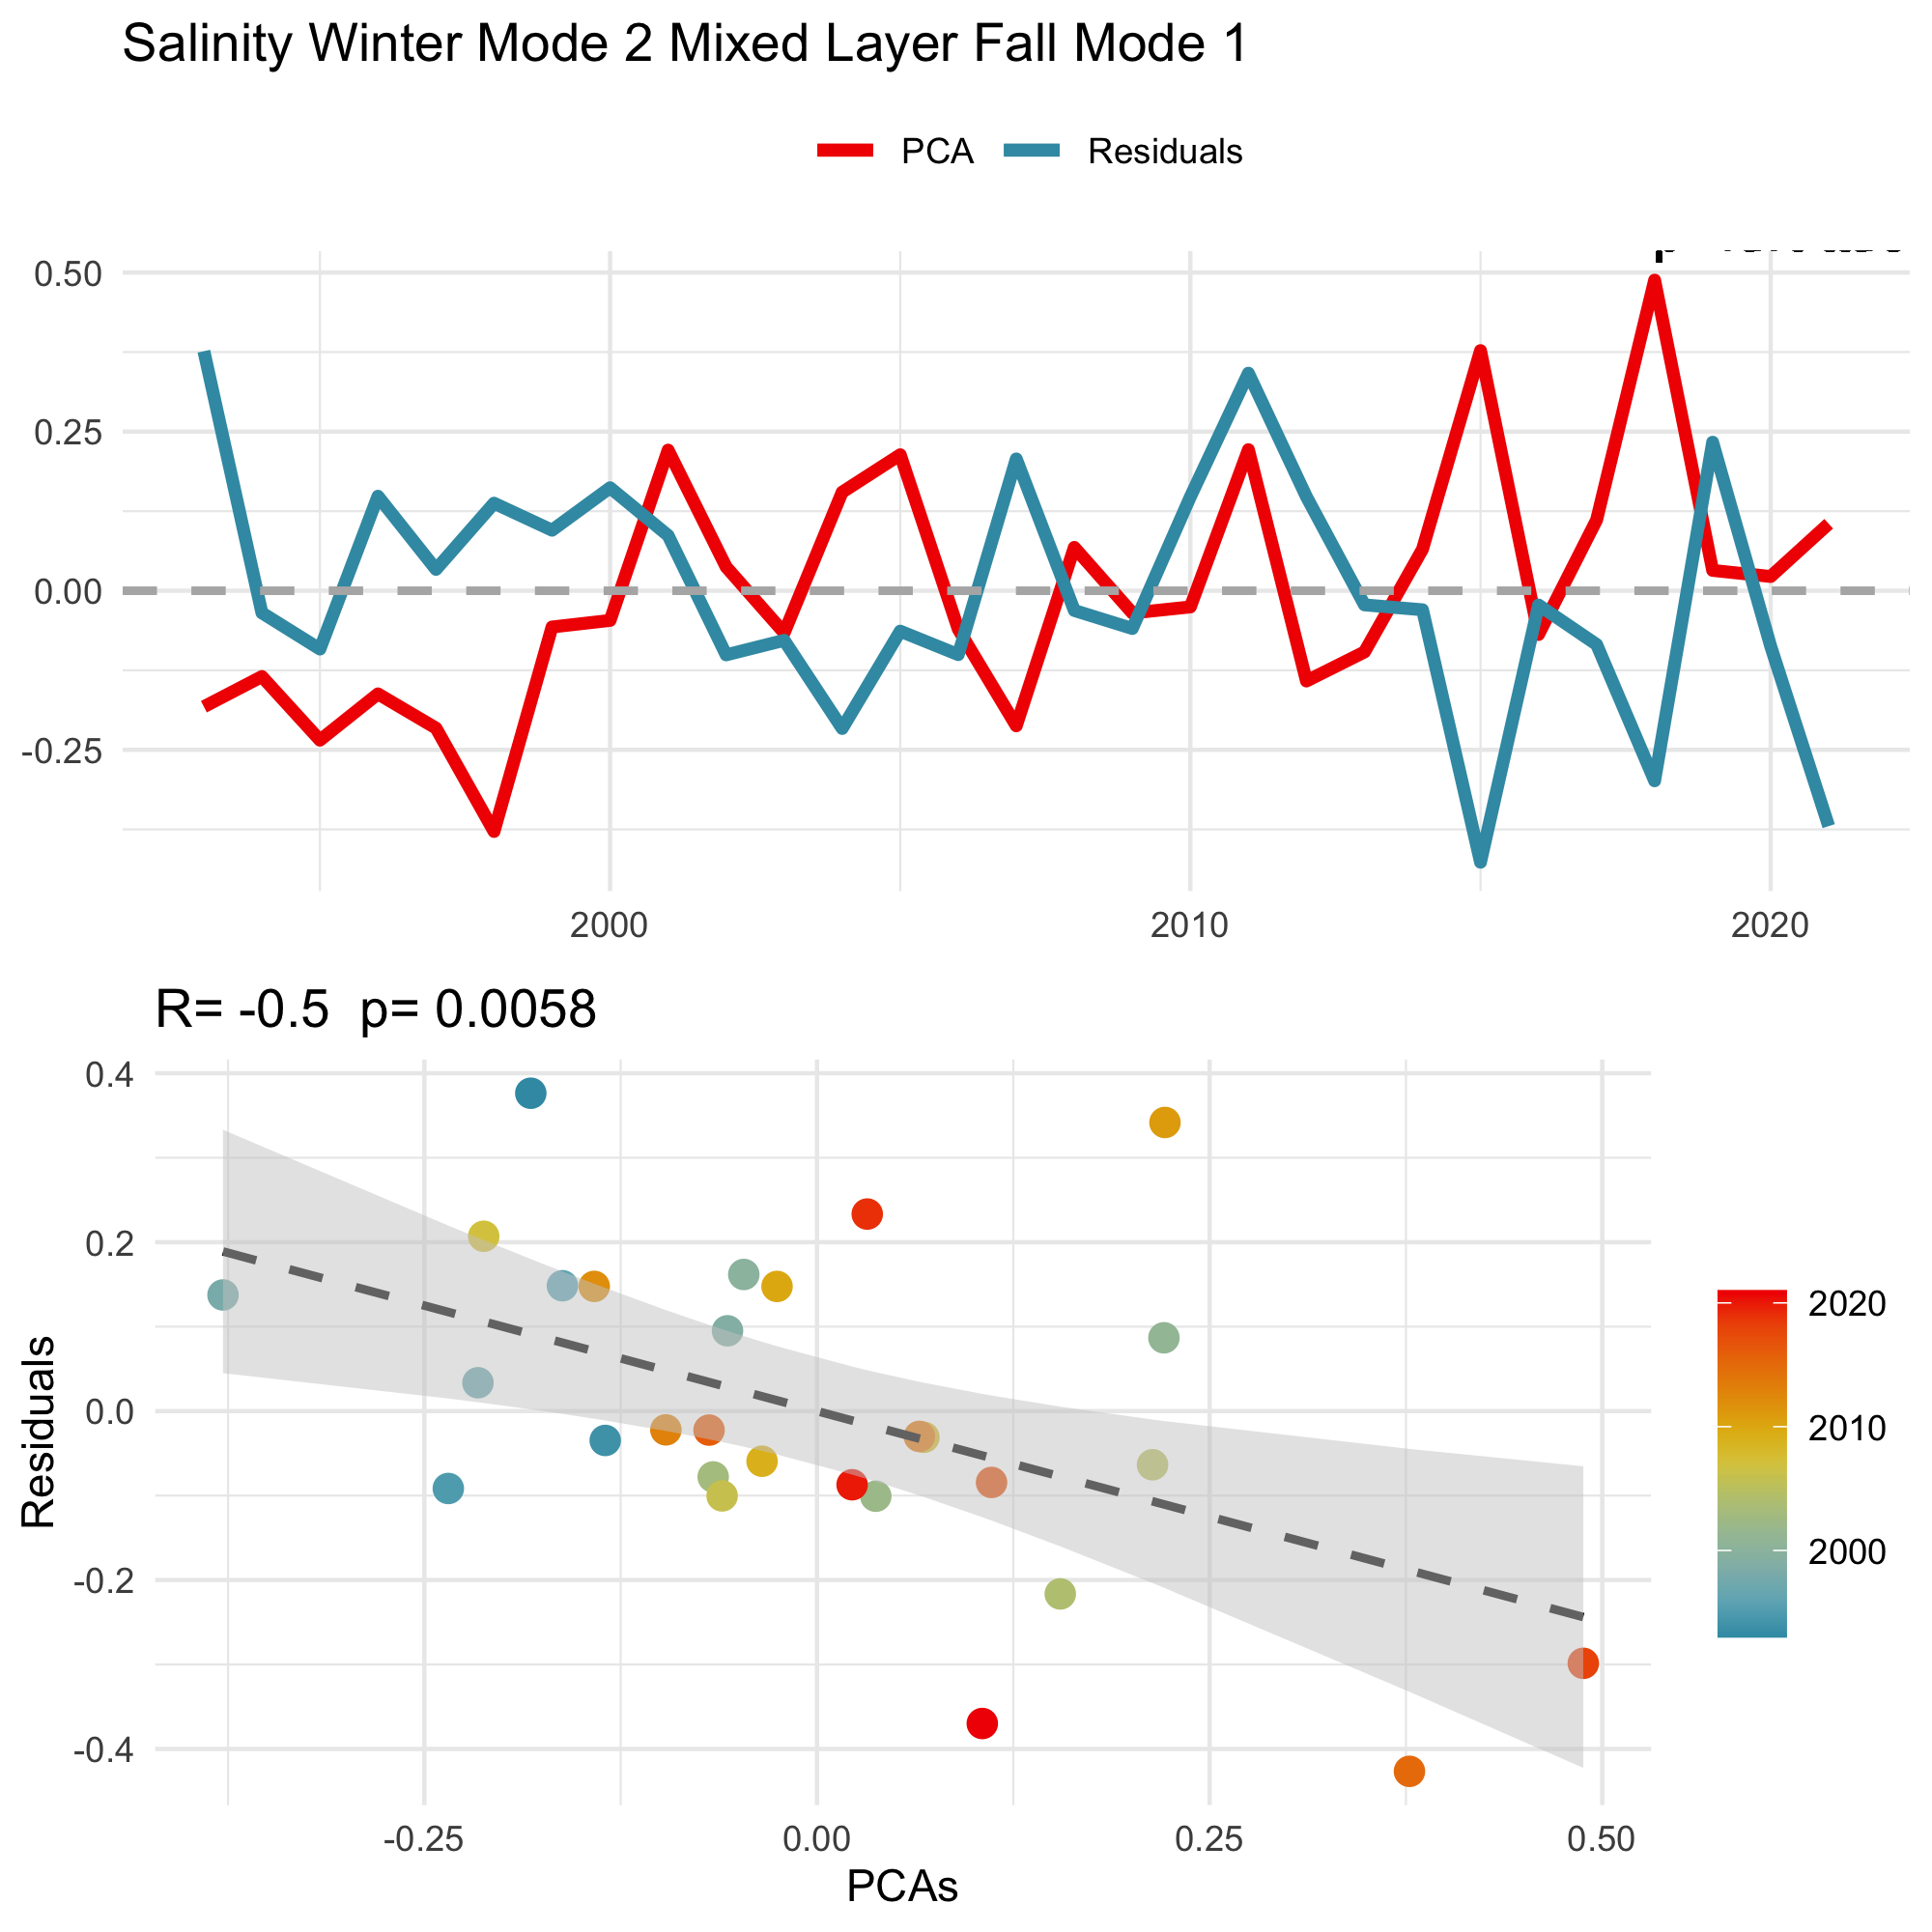 Salinity Winter Mode 2 Mixed Layer Fall Mode 1
PCA Residuals
0.50
0.25
0.00
-0.25
2000 2010 2020
R= -0.5 p= 0.0058
0.4
0.2
0.0
-0.2
-0.4
Residuals
-0.25 0.00 0.25 0.50
PCAs
2020
2010
2000